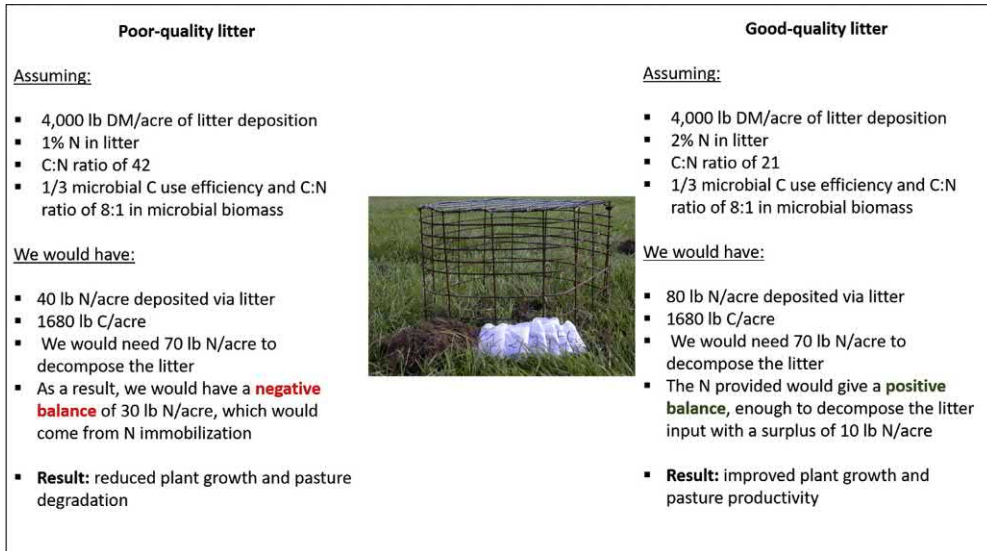 Poor-quality litter
Assuming:
▪ 4,000 lb DM/acre of litter deposition
▪ 1% N in litter
▪ C:N ratio of 42
▪ 1/3 microbial C use efficiency and C:N
ratio of 8:1 in microbial biomass
We would have:
▪ 40 lb N/acre deposited via litter
▪ 1680 lb C/acre
▪ We would need 70 lb N/acre to
decompose the litter
▪ As a result, we would have a negative
balance of 30 lb N/acre, which would
come from N immobilization
▪ Result: reduced plant growth and pasture
degradation
Good-quality litter
Assuming:
▪ 4,000 lb DM/acre of litter deposition
▪ 2% N in litter
▪ C:N ratio of 21
▪ 1/3 microbial C use efficiency and C:N
ratio of 8:1 in microbial biomass
We would have:
▪ 80 lb N/acre deposited via litter
▪ 1680 lb C/acre
▪ We would need 70 lb N/acre to
decompose the litter
▪ The N provided would give a positive
balance, enough to decompose the litter
input with a surplus of 10 lb N/acre
▪ Result: improved plant growth and
pasture productivity